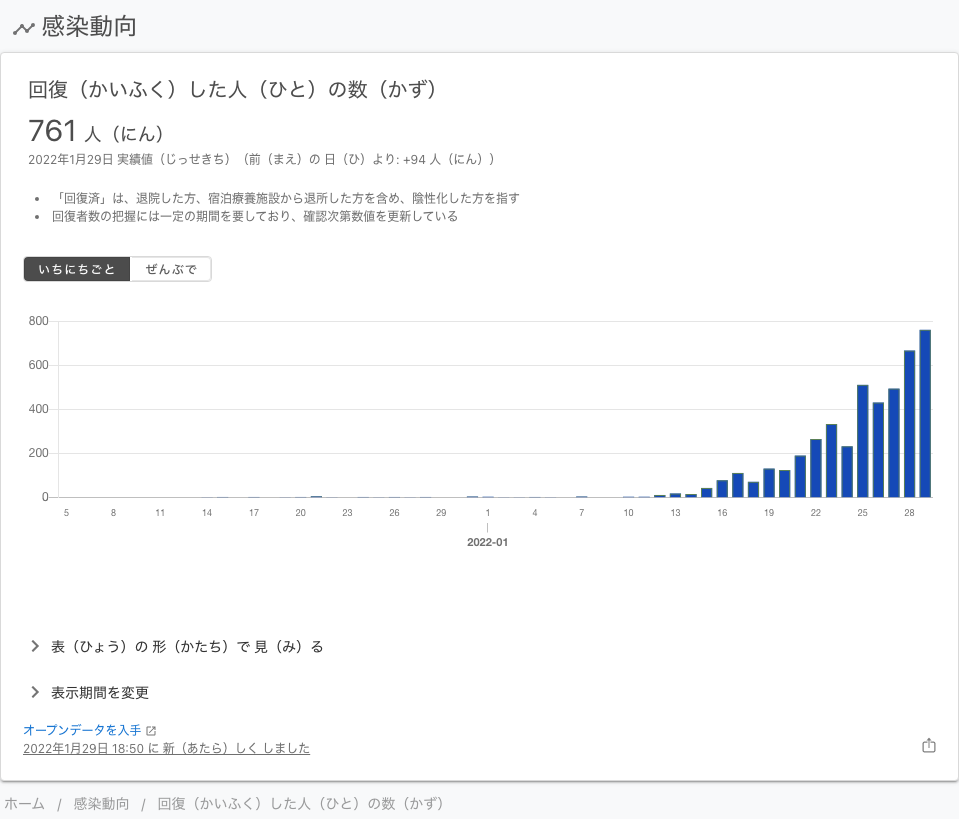 感染動向
回復（かいふく）した人（ひと）の数（かず）
761 人（にん）
2022年1月29日 実績値（じっせきち）（前（まえ）の 日（ひ）より: +94 人（にん））
「回復済」は、退院した方、宿泊療養施設から退所した方を含め、陰性化した方を指す
回復者数の把握には一定の期間を要しており、確認次第数値を更新している
いちにちごと ぜんぶで
800
600
400
200
0
5 8 11 14 17 20 23 26 29 1 4 7 10 13 16 19 22 25 28
2022-01
表（ひょう）の 形（かたち）で 見（み）る
表示期間を変更
オープンデータを入手
2022年1月29日 18:50 に 新（あたら）しく しました
ホーム / 感染動向 / 回復（かいふく）した人（ひと）の数（かず）